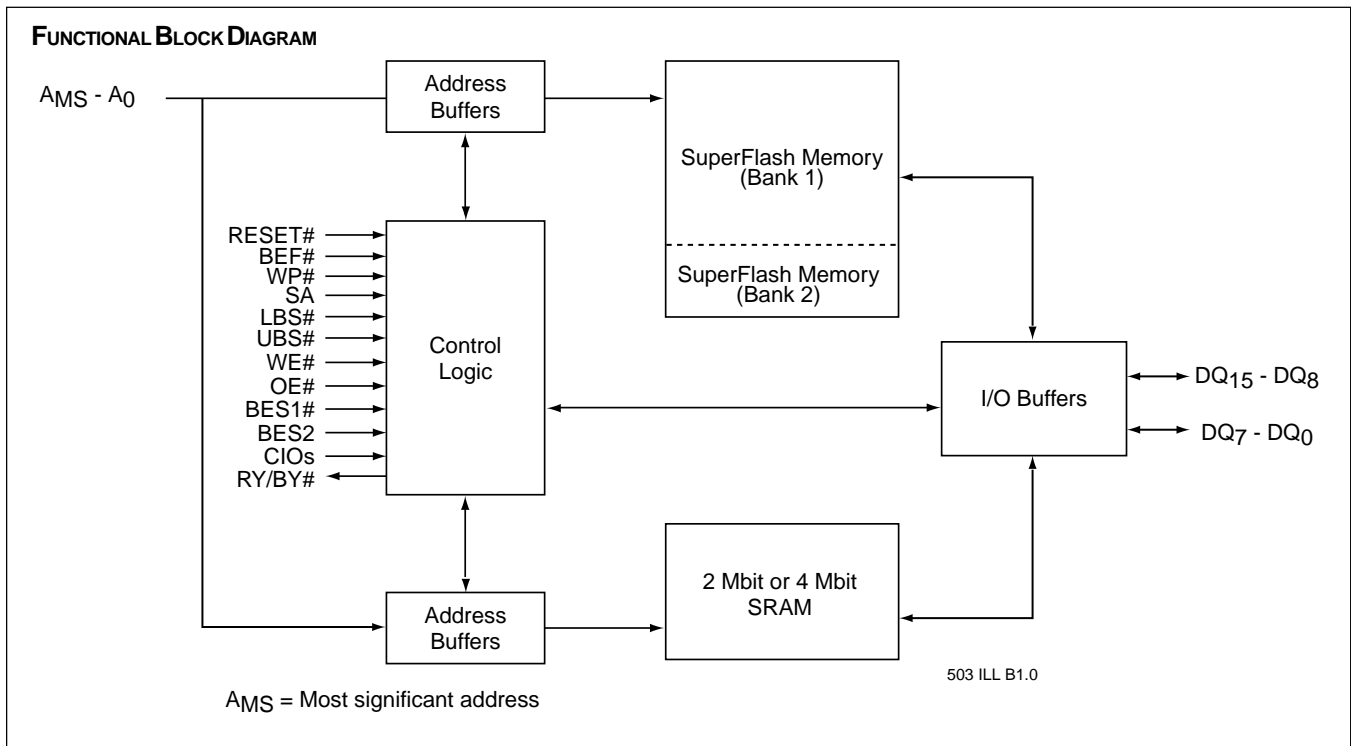 FUNCTIONAL BLOCK DIAGRAM
AMS - A0
Address
Buffers
SuperFlash Memory
(Bank 1)
SuperFlash Memory
(Bank 2)
RESET#
BEF#
WP#
SA
LBS#
UBS#
WE#
OE#
BES1#
BES2
CIOs
RY/BY#
Control
Logic
I/O Buffers
DQ15 - DQ8
DQ7 - DQ0
Address
Buffers
2 Mbit or 4 Mbit
SRAM
503 ILL B1.0
AMS = Most significant address